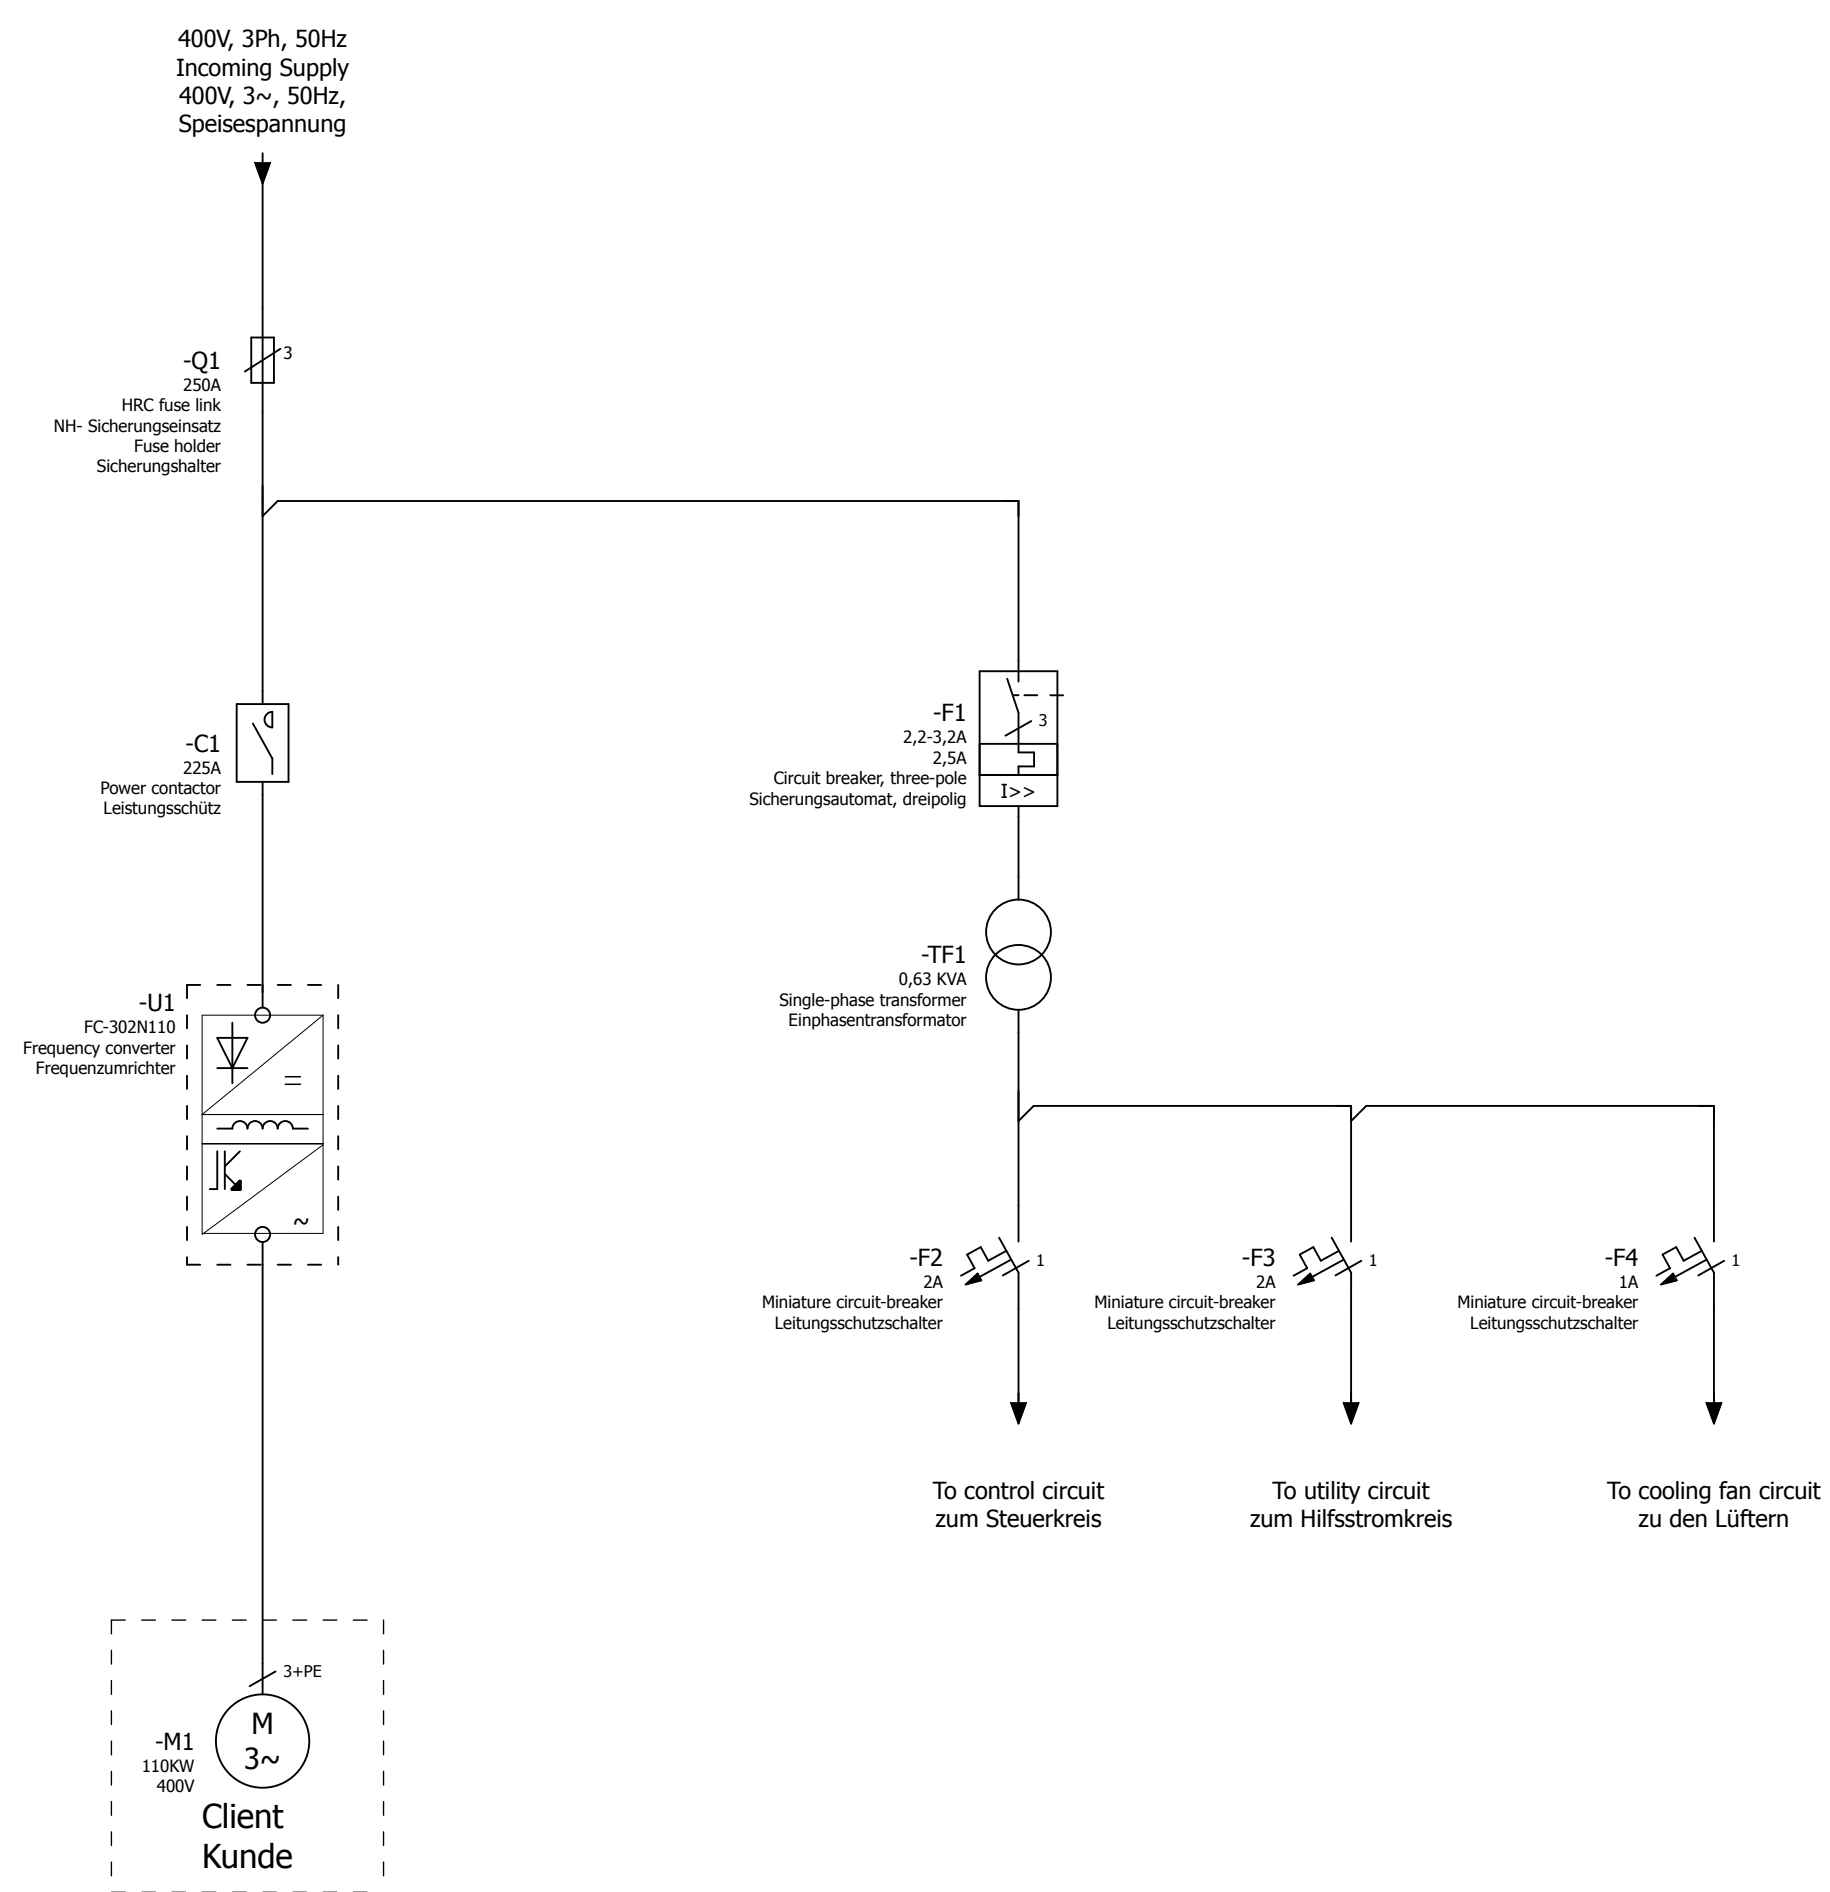 400V, 3Ph, 50Hz
Incoming Supply
400V, 3~, 50Hz,
Speisespannung
-Q1
3
250A
HRC fuse link
NH- Sicherungseinsatz
Fuse holder
Sicherungshalter
-C1
225A
Power contactor
Leistungsschütz
-F1
3
2,2-3,2A
2,5A
Circuit breaker, three-pole
Sicherungsautomat, dreipolig
I>>
-TF1
0,63 KVA
Single-phase transformer
Einphasentransformator
-U1
FC-302N110
Frequency converter
Frequenzumrichter
=
~
-F2
1
2A
Miniature circuit-breaker
Leitungsschutzschalter
-F3
1
2A
Miniature circuit-breaker
Leitungsschutzschalter
-F4
1
1A
Miniature circuit-breaker
Leitungsschutzschalter
To control circuit
zum Steuerkreis
To utility circuit
zum Hilfsstromkreis
To cooling fan circuit
zu den Lüftern
3+PE
M
3~
-M1
110KW
400V
Client
Kunde